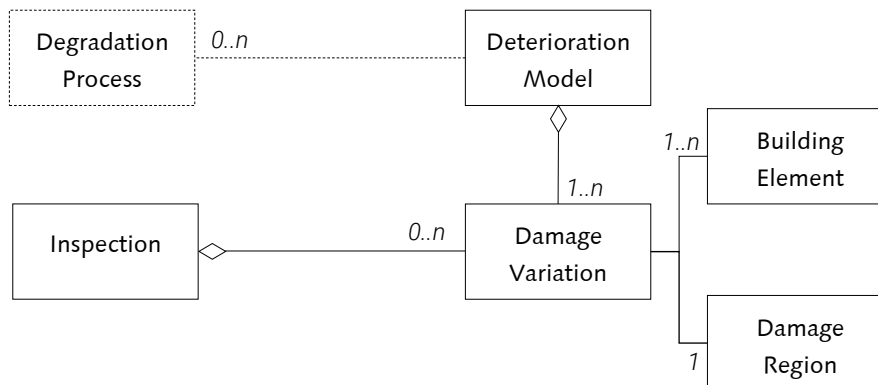 Degradation
Process
0..n
Deterioration
Model
1..n
Building
Element
1..n
Inspection
0..n
Damage
Variation
Damage
Region
1